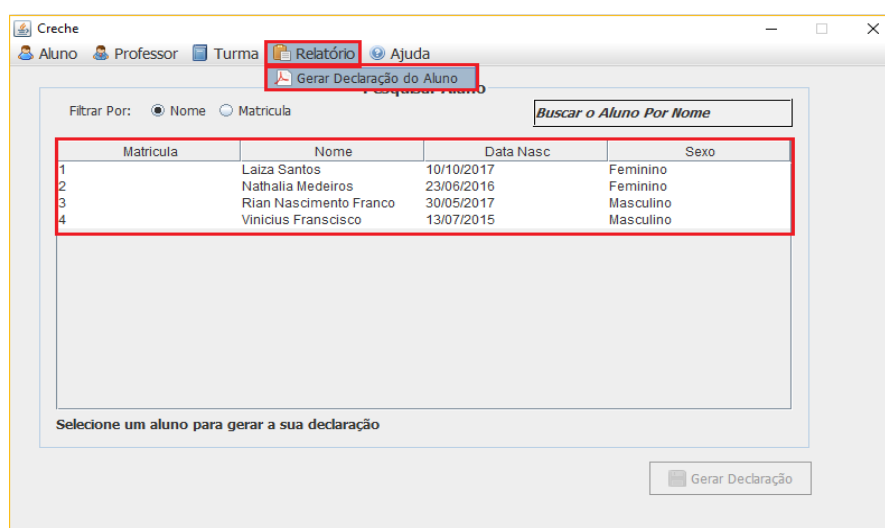 Creche
Aluno Professor Turma Relatório Ajuda
Gerar Declaração do Aluno
Pesquisar Aluno
Filtrar Por: Nome Matricula Buscar o Aluno Por Nome
Matricula Nome Data Nasc Sexo
1 Laiza Santos 10/10/2017 Feminino
2 Nathalia Medeiros 23/06/2016 Feminino
3 Rian Nascimento Franco 30/05/2017 Masculino
4 Vinicius Franscisco 13/07/2015 Masculino
Selecione um aluno para gerar a sua declaração
Gerar Declaração